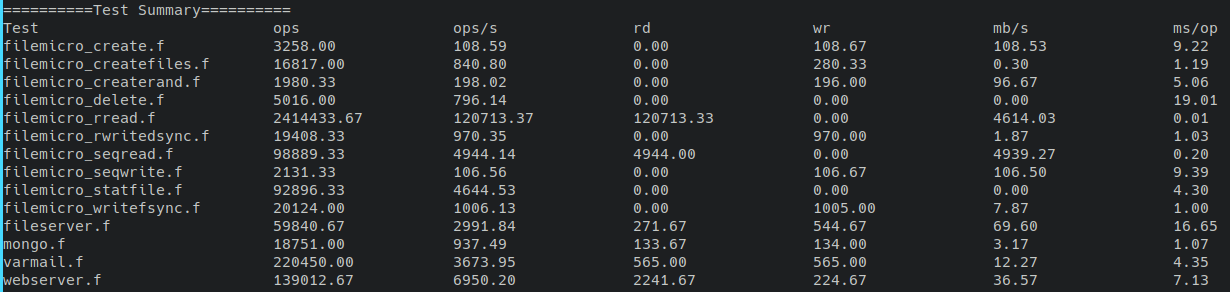 ==========Test Summary==========
Test ops ops/s rd wr mb/s ms/op
filemicro_create.f 3258.00 108.59 0.00 108.67 108.53 9.22
filemicro_createfiles.f 16817.00 840.80 0.00 280.33 0.30 1.19
filemicro_createrand.f 1980.33 198.02 0.00 196.00 96.67 5.06
filemicro_delete.f 5016.00 796.14 0.00 0.00 0.00 19.01
filemicro_rread.f 2414433.67 120713.37 120713.33 0.00 4614.03 0.01
filemicro_rwritedsync.f 19408.33 970.35 0.00 970.00 1.87 1.03
filemicro_seqread.f 98889.33 4944.14 4944.00 0.00 4939.27 0.20
filemicro_seqwrite.f 2131.33 106.56 0.00 106.67 106.50 9.39
filemicro_statfile.f 92896.33 4644.53 0.00 0.00 0.00 4.30
filemicro_writefsync.f 20124.00 1006.13 0.00 1005.00 7.87 1.00
fileserver.f 59840.67 2991.84 271.67 544.67 69.60 16.65
mongo.f 18751.00 937.49 133.67 134.00 3.17 1.07
varmail.f 220450.00 3673.95 565.00 565.00 12.27 4.35
webserver.f 139012.67 6950.20 2241.67 224.67 36.57 7.13